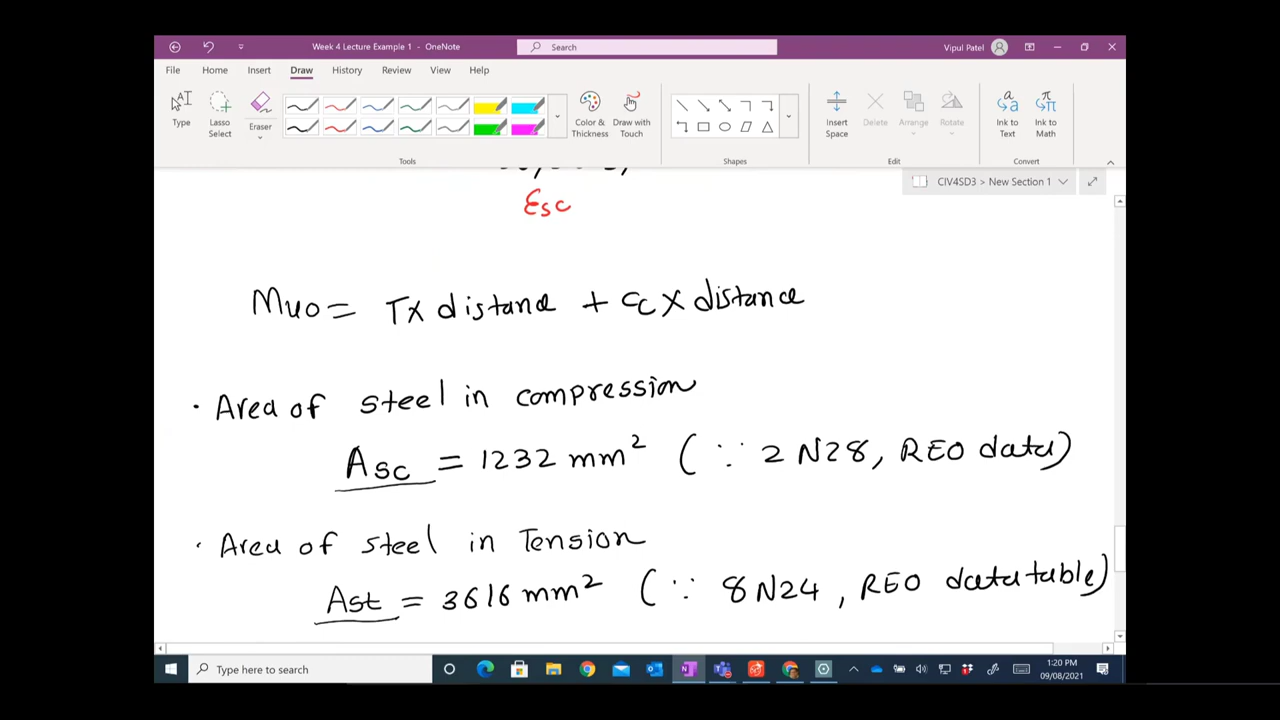 Week 4 Lecture Example 1 - OneNote
Search
Vipul Patel
File Home Insert Draw History Review View Help
Type
Lasso Select
Eraser
Color & Thickness
Draw with Touch
Insert Space
Delete
Arrange
Rotate
Ink to Text
Ink to Math
Tools
Shapes
Edit
Convert
CIV4SD3 > New Section 1
Esc
Muo = T x distance + Cc x distance
· Area of steel in compression
Asc = 1232 mm² (∵ 2 N28, REO data)
· Area of steel in Tension
Ast = 3616 mm² (∵ 8 N24, REO data table)
Type here to search
1:20 PM
09/08/2021